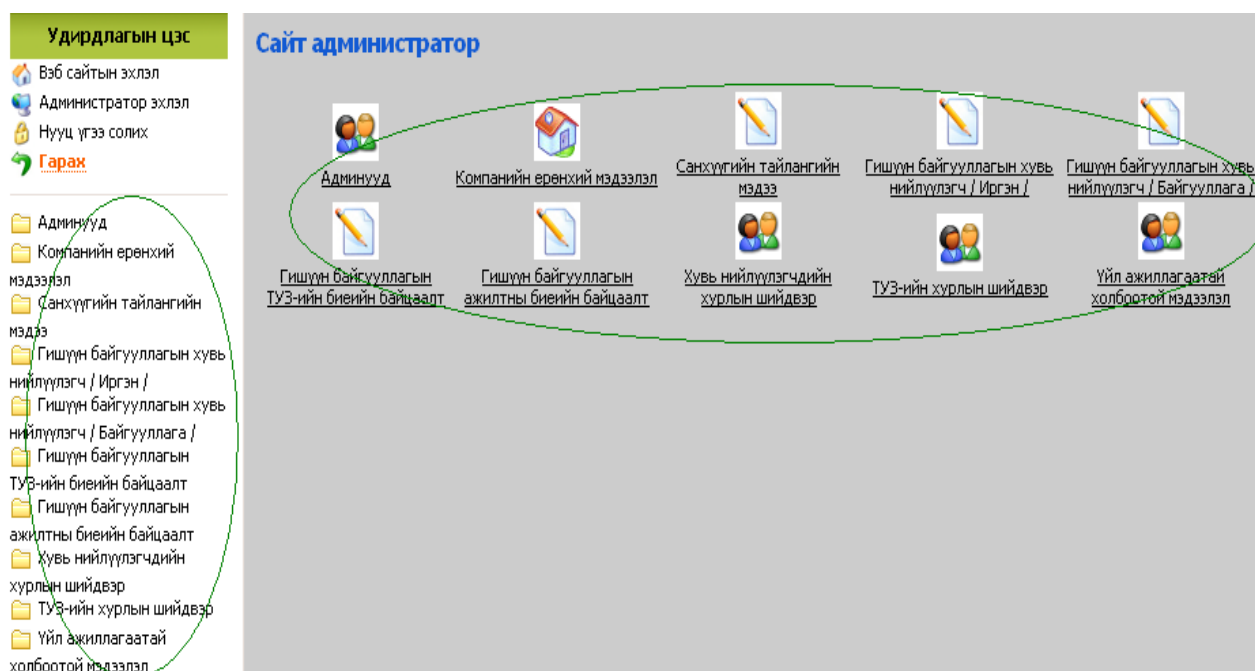 Удирдлагын цэс
Вэб сайтын эхлэл
Администратор эхлэл
Нууц үгээ солих
Гарах
Админууд
Компанийн ерөнхий
мэдээлэл
Санхүүгийн тайлангийн
мэдээ
Гишүүн байгууллагын хувь
нийлүүлэгч / Иргэн /
Гишүүн байгууллагын хувь
нийлүүлэгч / Байгууллага /
Гишүүн байгууллагын
ТУЗ-ийн биеийн байцаалт
Гишүүн байгууллагын
ажилтны биеийн байцаалт
Хувь нийлүүлэгчдийн
хурлын шийдвэр
ТУЗ-ийн хурлын шийдвэр
Үйл ажиллагаатай
холбоотой мэдээлэл
Сайт администратор
Админууд
Компанийн ерөнхий мэдээлэл
Санхүүгийн тайлангийн
мэдээ
Гишүүн байгууллагын хувь
нийлүүлэгч / Иргэн /
Гишүүн байгууллагын хувь
нийлүүлэгч / Байгууллага /
Гишүүн байгууллагын
ТУЗ-ийн биеийн байцаалт
Гишүүн байгууллагын
ажилтны биеийн байцаалт
Хувь нийлүүлэгчдийн
хурлын шийдвэр
ТУЗ-ийн хурлын шийдвэр
Үйл ажиллагаатай
холбоотой мэдээлэл